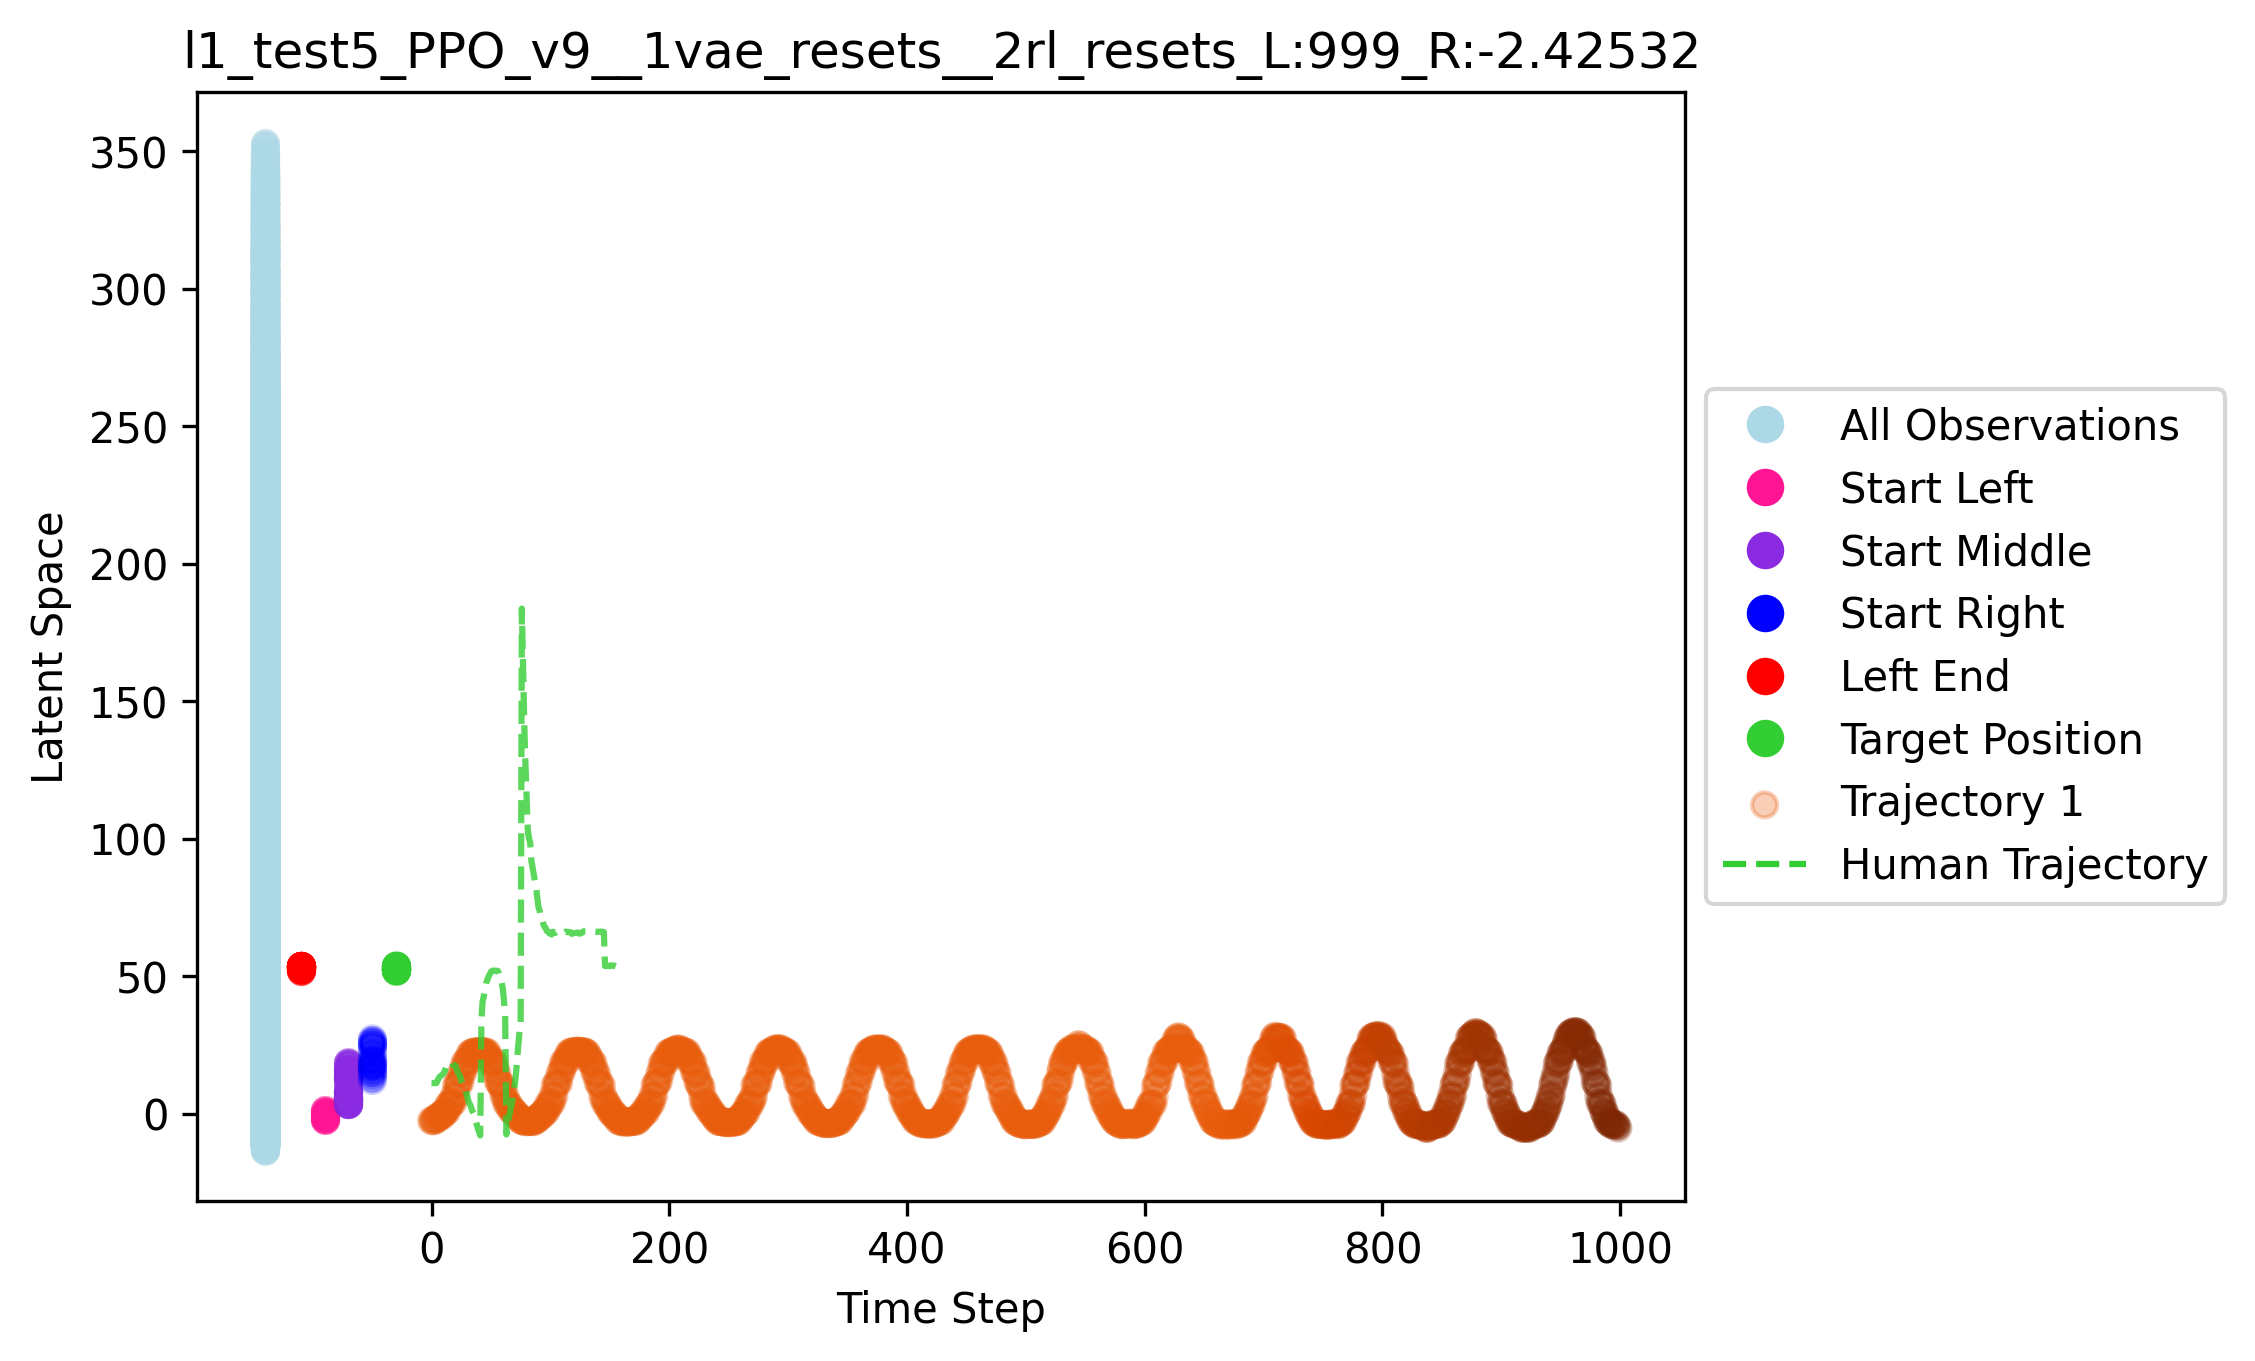 l1_test5_PPO_v9__1vae_resets__2rl_resets_L:999_R:-2.42532
350
300
250
200
150
100
50
0
Latent Space
0 200 400 600 800 1000
Time Step
All Observations
Start Left
Start Middle
Start Right
Left End
Target Position
Trajectory 1
Human Trajectory